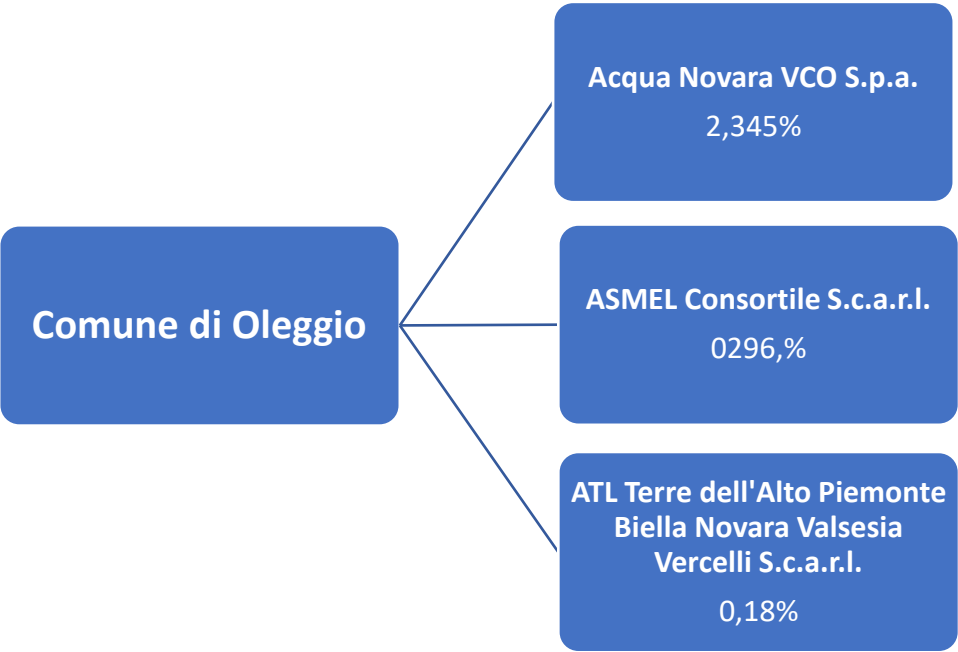 Comune di Oleggio
Acqua Novara VCO S.p.a.
2,345%
ASMEL Consortile S.c.a.r.l.
0296,%
ATL Terre dell'Alto Piemonte
Biella Novara Valsesia
Vercelli S.c.a.r.l.
0,18%